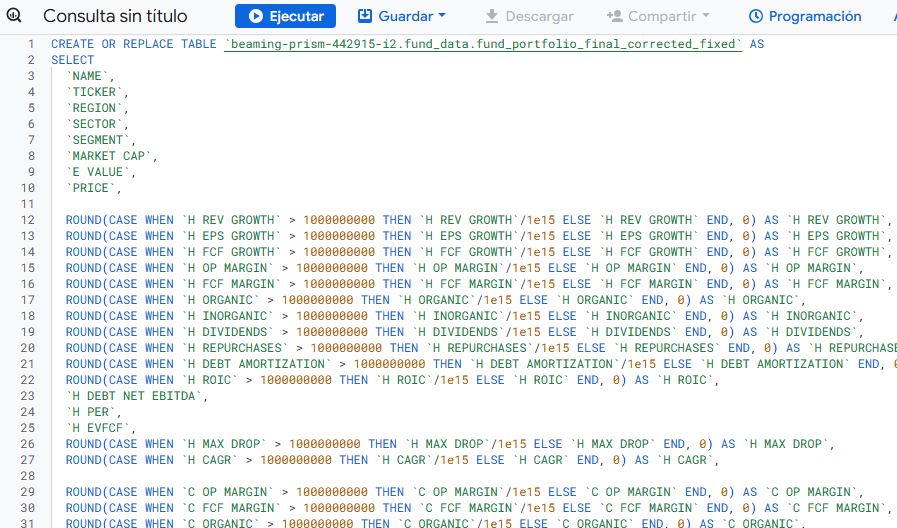 Consulta sin título Ejecutar Guardar Descargar Compartir Programación
1 CREATE OR REPLACE TABLE `beaming-prism-442915-i2.fund_data.fund_portfolio_final_corrected_fixed` AS
2 SELECT
3 `NAME`,
4 `TICKER`,
5 `REGION`,
6 `SECTOR`,
7 `SEGMENT`,
8 `MARKET CAP`,
9 `E VALUE`,
10 `PRICE`,
11
12 ROUND(CASE WHEN `H REV GROWTH` > 1000000000 THEN `H REV GROWTH`/1e15 ELSE `H REV GROWTH` END, 0) AS `H REV GROWTH`,
13 ROUND(CASE WHEN `H EPS GROWTH` > 1000000000 THEN `H EPS GROWTH`/1e15 ELSE `H EPS GROWTH` END, 0) AS `H EPS GROWTH`,
14 ROUND(CASE WHEN `H FCF GROWTH` > 1000000000 THEN `H FCF GROWTH`/1e15 ELSE `H FCF GROWTH` END, 0) AS `H FCF GROWTH`,
15 ROUND(CASE WHEN `H OP MARGIN` > 1000000000 THEN `H OP MARGIN`/1e15 ELSE `H OP MARGIN` END, 0) AS `H OP MARGIN`,
16 ROUND(CASE WHEN `H FCF MARGIN` > 1000000000 THEN `H FCF MARGIN`/1e15 ELSE `H FCF MARGIN` END, 0) AS `H FCF MARGIN`,
17 ROUND(CASE WHEN `H ORGANIC` > 1000000000 THEN `H ORGANIC`/1e15 ELSE `H ORGANIC` END, 0) AS `H ORGANIC`,
18 ROUND(CASE WHEN `H INORGANIC` > 1000000000 THEN `H INORGANIC`/1e15 ELSE `H INORGANIC` END, 0) AS `H INORGANIC`,
19 ROUND(CASE WHEN `H DIVIDENDS` > 1000000000 THEN `H DIVIDENDS`/1e15 ELSE `H DIVIDENDS` END, 0) AS `H DIVIDENDS`,
20 ROUND(CASE WHEN `H REPURCHASES` > 1000000000 THEN `H REPURCHASES`/1e15 ELSE `H REPURCHASES` END, 0) AS `H REPURCHASE
21 ROUND(CASE WHEN `H DEBT AMORTIZATION` > 1000000000 THEN `H DEBT AMORTIZATION`/1e15 ELSE `H DEBT AMORTIZATION` END,
22 ROUND(CASE WHEN `H ROIC` > 1000000000 THEN `H ROIC`/1e15 ELSE `H ROIC` END, 0) AS `H ROIC`,
23 `H DEBT NET EBITDA`,
24 `H PER`,
25 `H EVFCF`,
26 ROUND(CASE WHEN `H MAX DROP` > 1000000000 THEN `H MAX DROP`/1e15 ELSE `H MAX DROP` END, 0) AS `H MAX DROP`,
27 ROUND(CASE WHEN `H CAGR` > 1000000000 THEN `H CAGR`/1e15 ELSE `H CAGR` END, 0) AS `H CAGR`,
28
29 ROUND(CASE WHEN `C OP MARGIN` > 1000000000 THEN `C OP MARGIN`/1e15 ELSE `C OP MARGIN` END, 0) AS `C OP MARGIN`,
30 ROUND(CASE WHEN `C FCF MARGIN` > 1000000000 THEN `C FCF MARGIN`/1e15 ELSE `C FCF MARGIN` END, 0) AS `C FCF MARGIN`,
31 ROUND(CASE WHEN `C ORGANIC` > 1000000000 THEN `C ORGANIC`/1e15 ELSE `C ORGANIC` END, 0) AS `C ORGANIC`,